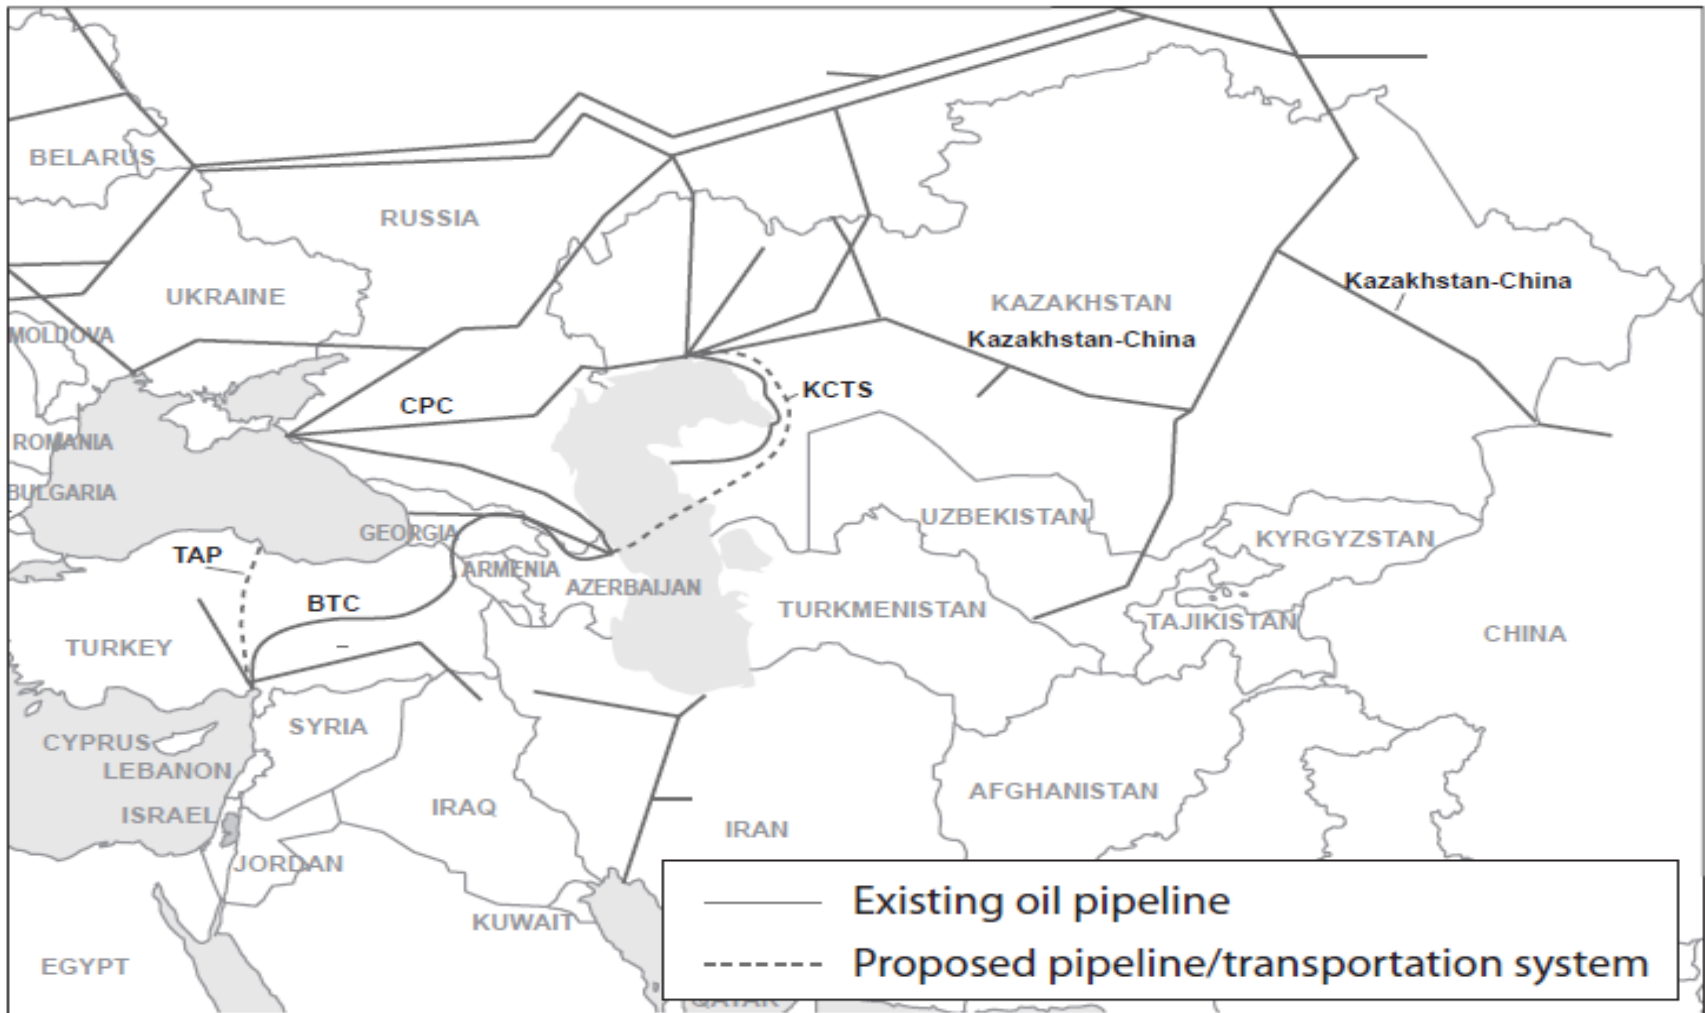 BELARUS
RUSSIA
UKRAINE
KAZAKHSTAN
Kazakhstan-China
Kazakhstan-China
MOLDOVA
CPC
KCTS
ROMANIA
BULGARIA
UZBEKISTAN
KYRGYZSTAN
GEORGIA
TAP
ARMENIA
AZERBAIJAN
BTC
TURKMENISTAN
TAJIKISTAN
CHINA
TURKEY
SYRIA
CYPRUS
LEBANON
AFGHANISTAN
ISRAEL
IRAQ
IRAN
JORDAN
KUWAIT
EGYPT
Existing oil pipeline
Proposed pipeline/transportation system
QATAR